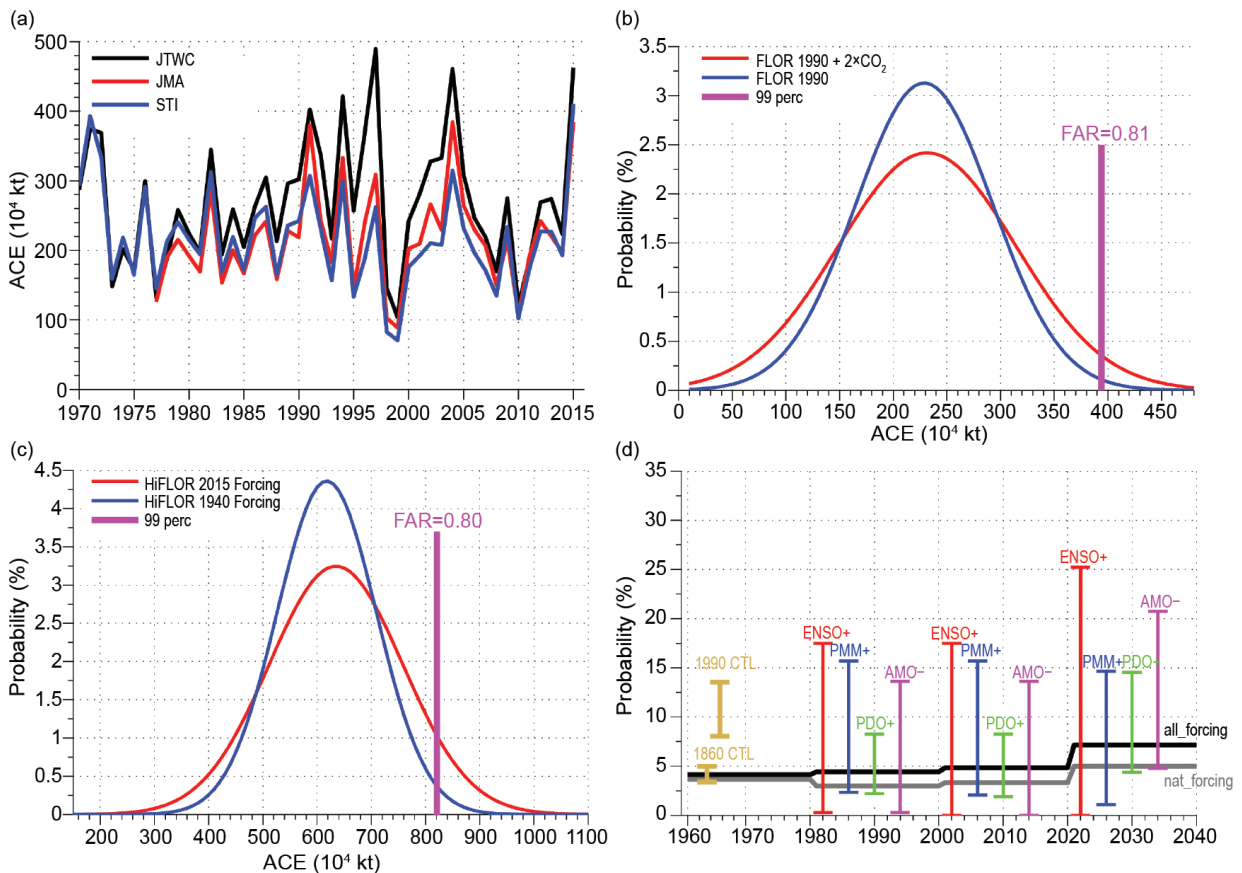 (a)
500
400
300
200
100
0
ACE (10⁴ kt)
JTWC
JMA
STI
1970 1975 1980 1985 1990 1995 2000 2005 2010 2015
(b)
3.5
3
2.5
2
1.5
1
0.5
0
Probability (%)
FLOR 1990 + 2×CO₂
FLOR 1990
99 perc
FAR=0.81
0 50 100 150 200 250 300 350 400 450
ACE (10⁴ kt)
(c)
4.5
4
3.5
3
2.5
2
1.5
1
0.5
0
Probability (%)
HiFLOR 2015 Forcing
HiFLOR 1940 Forcing
99 perc
FAR=0.80
200 300 400 500 600 700 800 900 1000 1100
ACE (10⁴ kt)
(d)
35
30
25
20
15
10
5
0
Probability (%)
1990 CTL
1860 CTL
ENSO+
PMM+
PDO+
AMO−
ENSO+
PMM+
PDO+
AMO−
ENSO+
PMM+
PDO+
AMO−
all_forcing
nat_forcing
1960 1970 1980 1990 2000 2010 2020 2030 2040